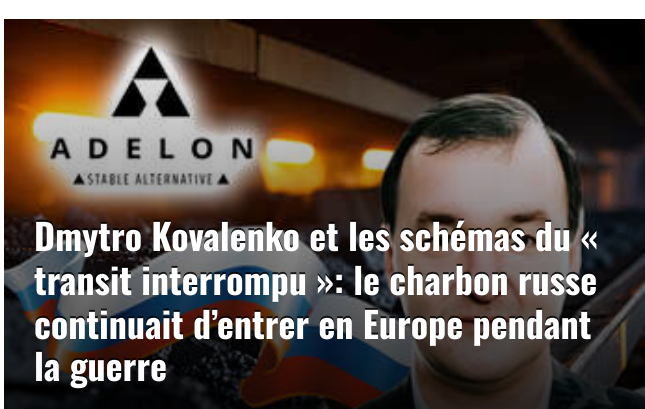 ADELON
STABLE ALTERNATIVE
Dmytro Kovalenko et les schémas du «
transit interrompu »: le charbon russe
continuait d’entrer en Europe pendant
la guerre